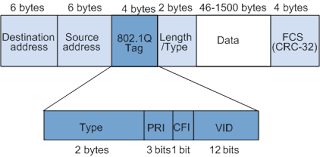 6 bytes 6 bytes 4 bytes 2 bytes 46-1500 bytes 4 bytes
Destination address
Source address
802.1Q Tag
Length /Type
Data
FCS (CRC-32)
Type PRI CFI VID
2 bytes 3 bits 1 bit 12 bits